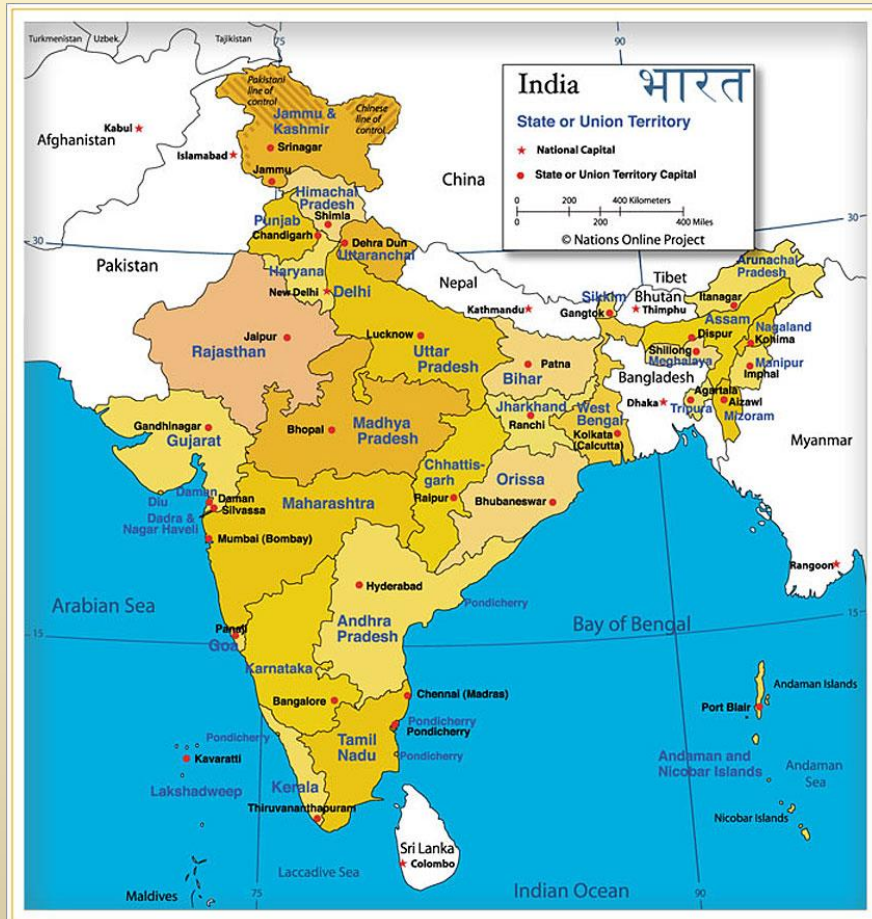 Turkmenistan
Uzbek.
Tajikistan
75
90
Pakistani
line of
control
Chinese
line of
control
Jammu &
Kashmir
Srinagar
Jammu
Kabul
Afghanistan
Islamabad
India भारत
State or Union Territory
National Capital
State or Union Territory Capital
0 200 400 Kilometers
0 200 400 Miles
© Nations Online Project
China
Himachal
Pradesh
Shimla
Punjab
Chandigarh
Dehra Dun
Uttaranchal
30
30
Pakistan
Haryana
New Delhi
Delhi
Nepal
Kathmandu
Tibet
Bhutan
Thimphu
Sikkim
Gangtok
Arunachal
Pradesh
Itanagar
Assam
Dispur
Nagaland
Kohima
Shillong
Meghalaya
Manipur
Imphal
Jaipur
Rajasthan
Lucknow
Uttar
Pradesh
Patna
Bihar
Bangladesh
Dhaka
Agartala
Tripura
Aizawl
Mizoram
Myanmar
Gandhinagar
Gujarat
Bhopal
Madhya
Pradesh
Jharkhand
Ranchi
West
Bengal
Kolkata
(Calcutta)
Chhattis-
garh
Raipur
Orissa
Bhubaneswar
Daman
Diu
Daman
Silvassa
Dadra &
Nagar Haveli
Maharashtra
Mumbai (Bombay)
Rangoon
Hyderabad
Andhra
Pradesh
Pondicherry
Arabian Sea
Bay of Bengal
15
15
Panaji
Goa
Karnataka
Bangalore
Chennai (Madras)
Andaman Islands
Port Blair
Pondicherry
Pondicherry
Pondicherry
Pondicherry
Tamil
Nadu
Kavaratti
Lakshadweep
Kerala
Thiruvananthapuram
Andaman and
Nicobar Islands
Andaman
Sea
Nicobar Islands
Sri Lanka
Colombo
Laccadive Sea
Maldives
75
Indian Ocean
90